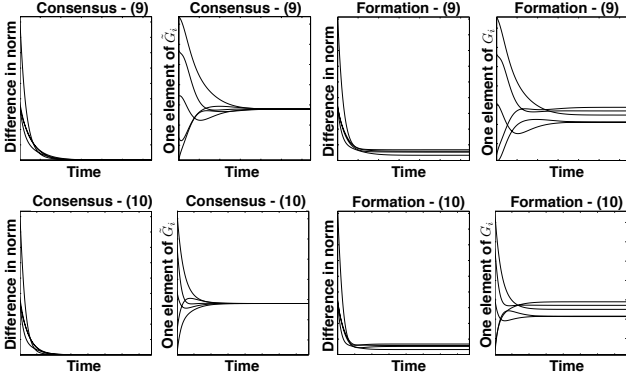 Consensus - (9)
Difference in norm
Time
Consensus - (9)
One element of G̃ᵢ
Time
Formation - (9)
Difference in norm
Time
Formation - (9)
One element of Gᵢ
Time
Consensus - (10)
Difference in norm
Time
Consensus - (10)
One element of G̃ᵢ
Time
Formation - (10)
Difference in norm
Time
Formation - (10)
One element of Gᵢ
Time